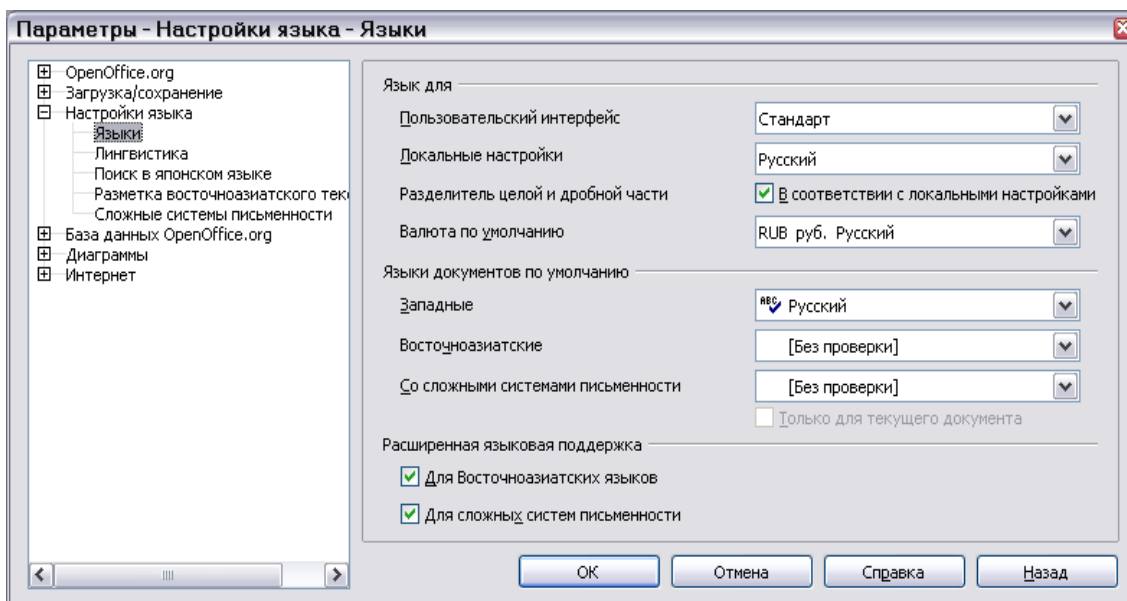 Параметры - Настройки языка - Языки
OpenOffice.org
Загрузка/сохранение
Настройки языка
Языки
Лингвистика
Поиск в японском языке
Разметка восточноазиатского тек
Сложные системы письменности
База данных OpenOffice.org
Диаграммы
Интернет
Язык для
Пользовательский интерфейс
Стандарт
Локальные настройки
Русский
Разделитель целой и дробной части
В соответствии с локальными настройками
Валюта по умолчанию
RUB руб. Русский
Языки документов по умолчанию
Западные
ABC Русский
Восточноазиатские
[Без проверки]
Со сложными системами письменности
[Без проверки]
Только для текущего документа
Расширенная языковая поддержка
Для Восточноазиатских языков
Для сложных систем письменности
ОК
Отмена
Справка
Назад